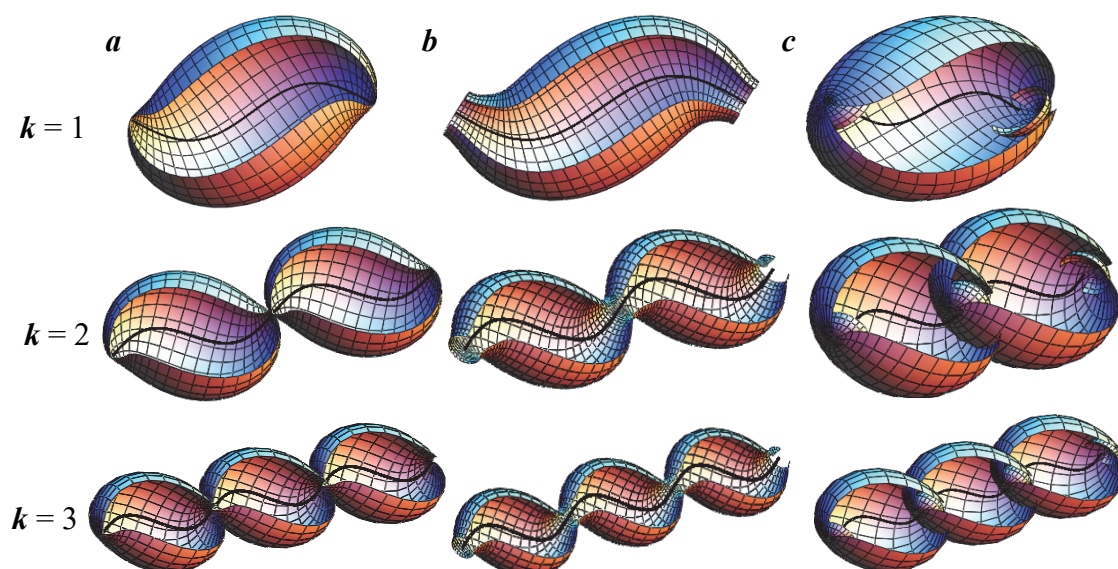 a b c
k = 1
k = 2
k = 3